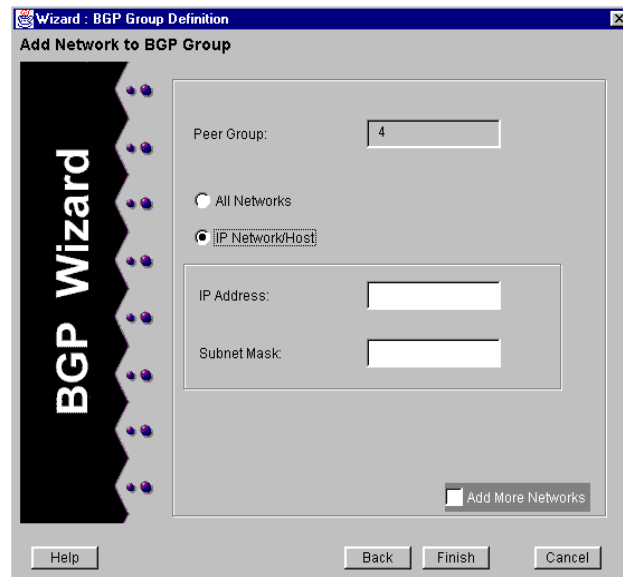 Wizard : BGP Group Definition
Add Network to BGP Group
BGP Wizard
Peer Group: 4
All Networks
IP Network/Host
IP Address:
Subnet Mask:
Add More Networks
Help Back Finish Cancel